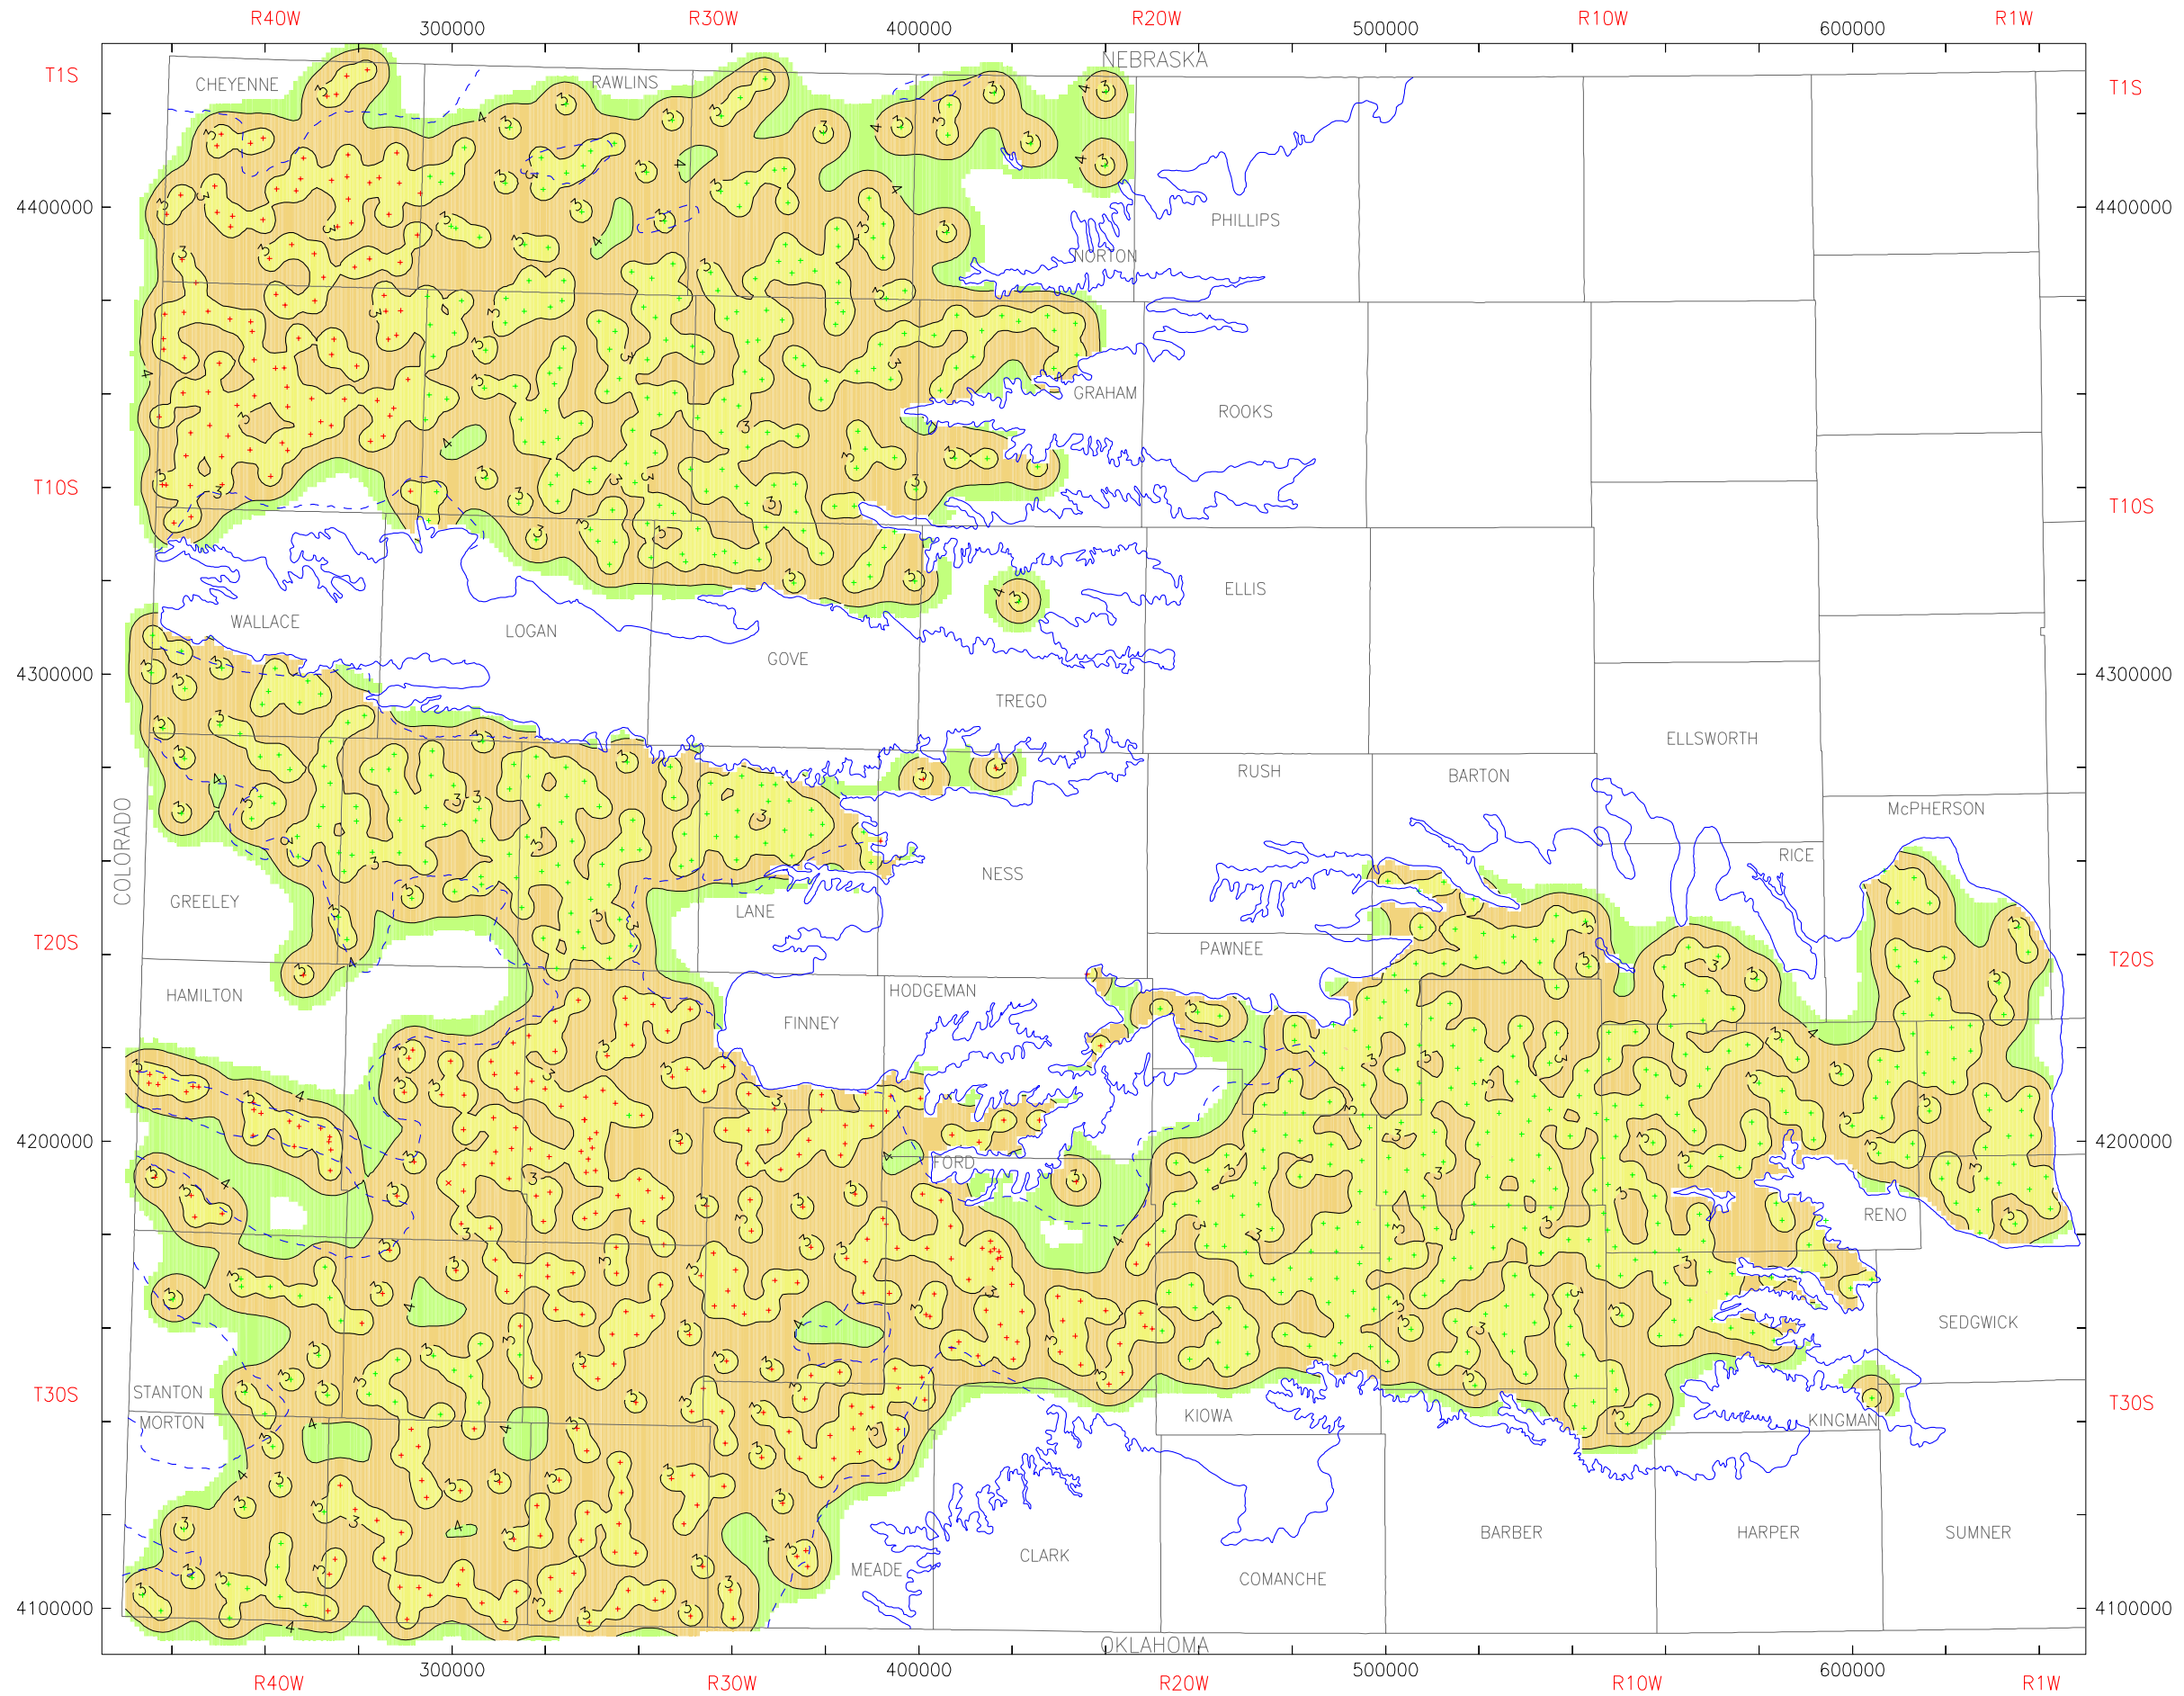 R40W R30W R20W R10W R1W
300000 400000 500000 600000
NEBRASKA
T1S T1S
CHEYENNE RAWLINS
4400000 4400000
PHILLIPS
NORTON
GRAHAM
ROOKS
T10S T10S
ELLIS
WALLACE
LOGAN
GOVE
4300000 4300000
TREGO
ELLSWORTH
RUSH BARTON
McPHERSON
COLORADO
RICE
NESS
GREELEY
LANE
T20S T20S
PAWNEE
HAMILTON HODGEMAN
FINNEY
4200000 4200000
FORD
RENO
SEDGWICK
T30S T30S
STANTON
KIOWA
MORTON KINGMAN
BARBER HARPER SUMNER
CLARK
MEADE
COMANCHE
4100000 4100000
OKLAHOMA
300000 400000 500000 600000
R40W R30W R20W R10W R1W